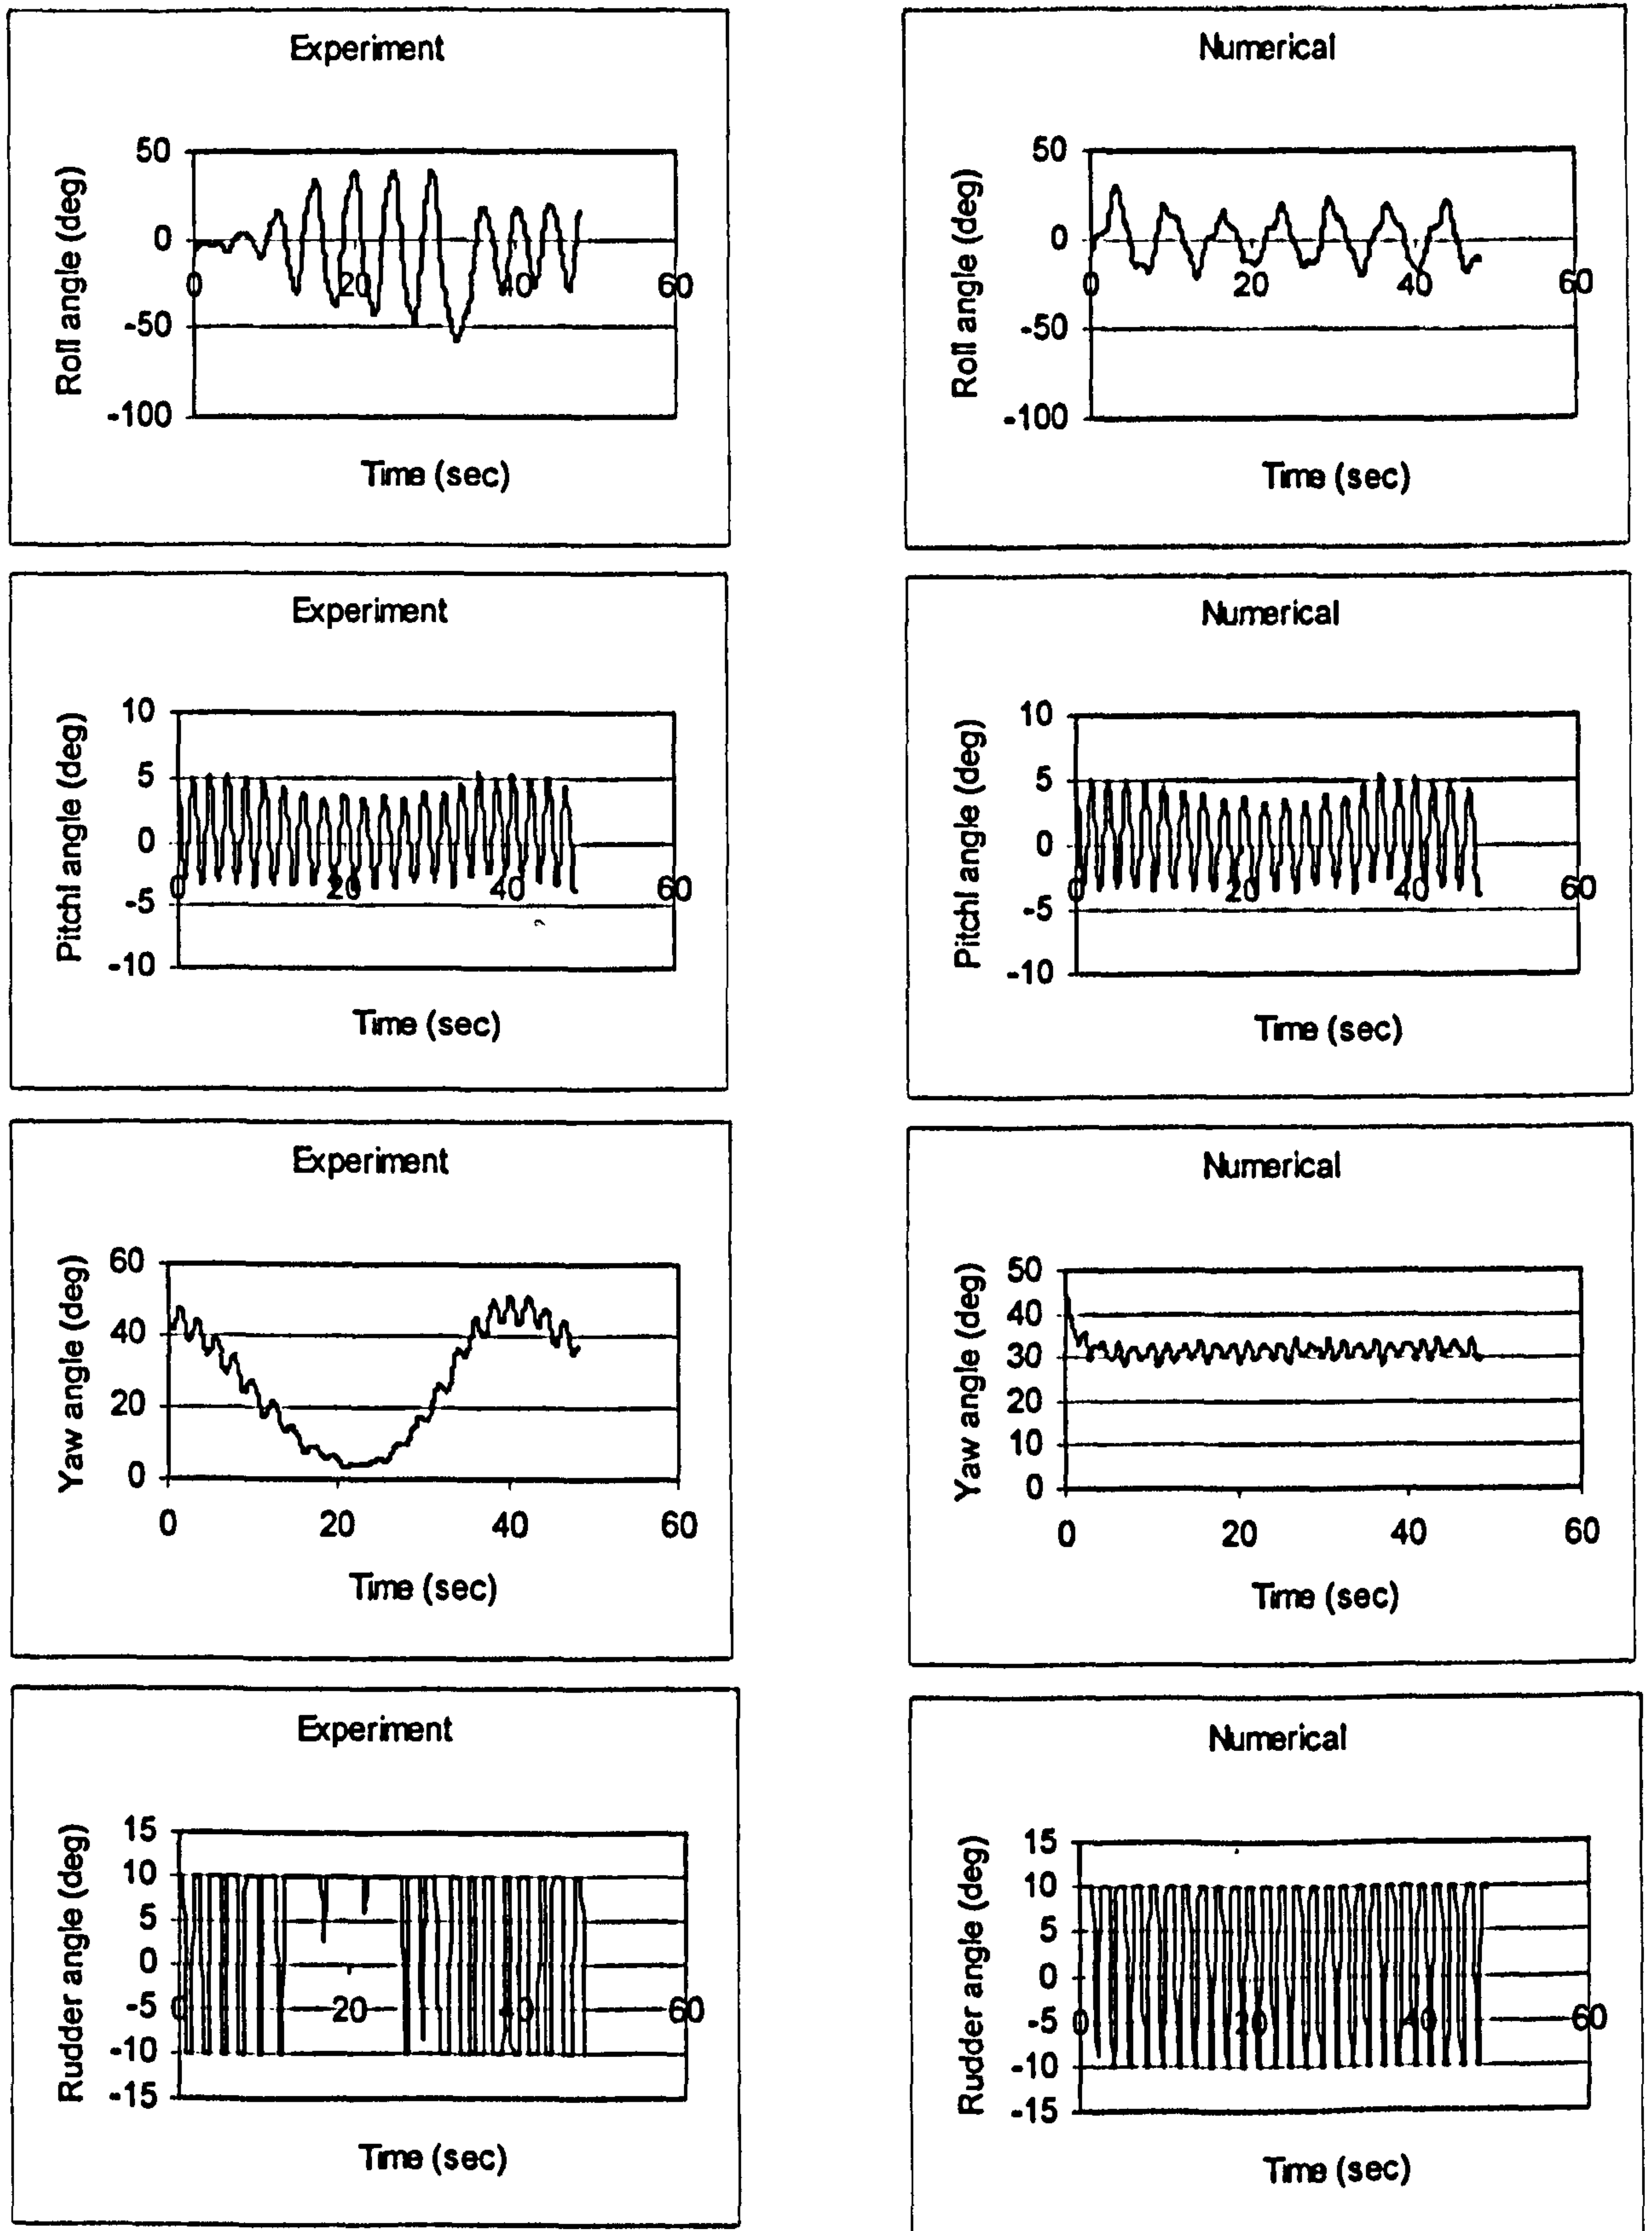 Experiment
Roll angle (deg)
50
0
-50
-100
0 20 40 60
Time (sec)
Numerical
Roll angle (deg)
50
0
-50
-100
0 20 40 60
Time (sec)
Experiment
Pitchl angle (deg)
10
5
0
-5
-10
0 20 40 60
Time (sec)
Numerical
Pitchl angle (deg)
10
5
0
-5
-10
0 20 40 60
Time (sec)
Experiment
Yaw angle (deg)
60
40
20
0
0 20 40 60
Time (sec)
Numerical
Yaw angle (deg)
50
40
30
20
10
0
0 20 40 60
Time (sec)
Experiment
Rudder angle (deg)
15
10
5
0
-5
-10
-15
0 20 40 60
Time (sec)
Numerical
Rudder angle (deg)
15
10
5
0
-5
-10
-15
0 20 40 60
Time (sec)